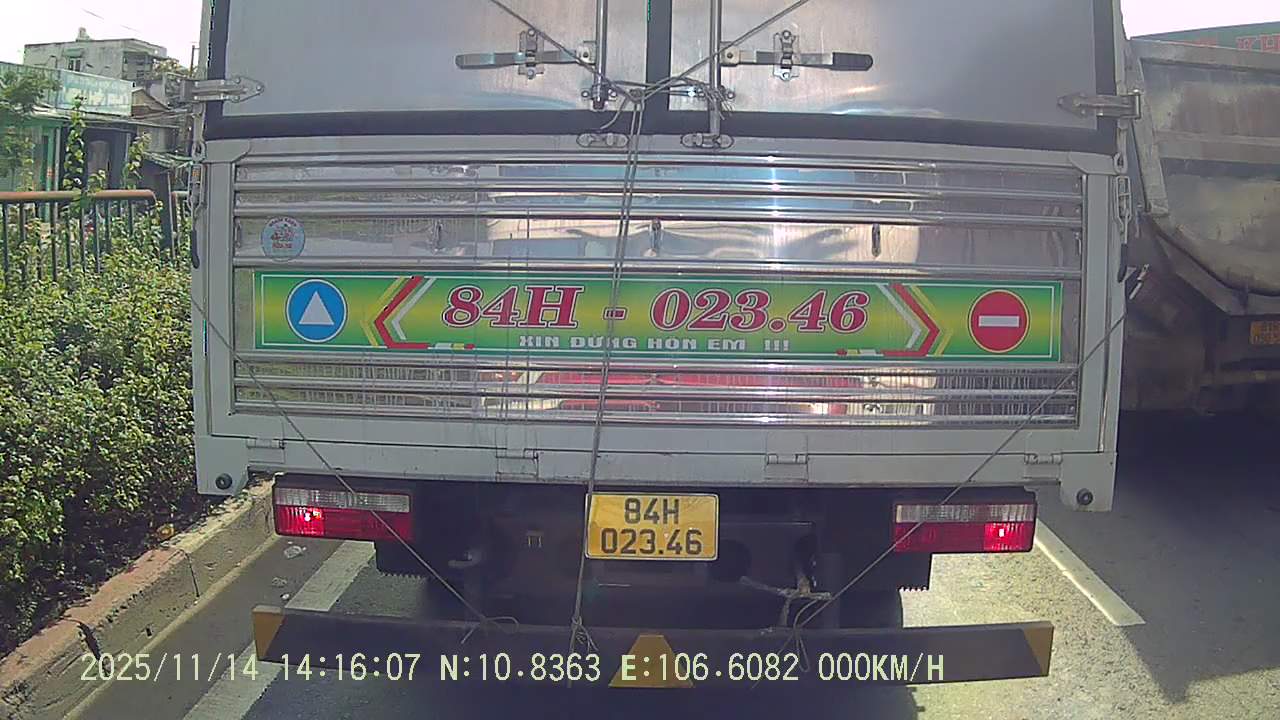 84H - 023.46
XIN ĐỪNG HÔN EM !!!
84H
023.46
2025/11/14 14:16:07 N:10.8363 E:106.6082 000KM/H